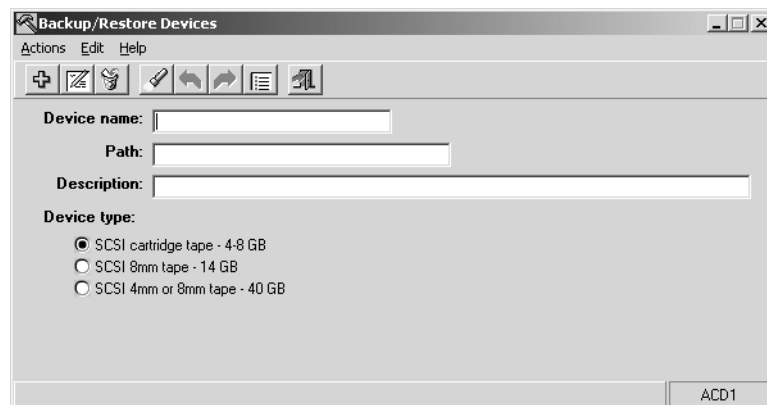 Backup/Restore Devices
Actions Edit Help
Device name:
Path:
Description:
Device type:
SCSI cartridge tape - 4-8 GB
SCSI 8mm tape - 14 GB
SCSI 4mm or 8mm tape - 40 GB
ACD1